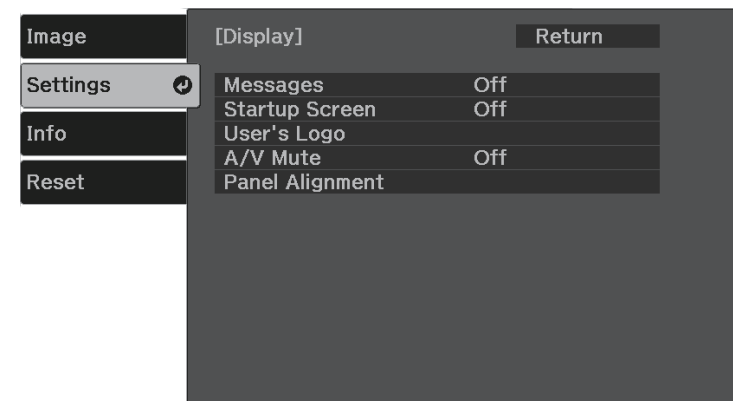 Image
Settings
Info
Reset
[Display] Return
Messages Off
Startup Screen Off
User's Logo
A/V Mute Off
Panel Alignment